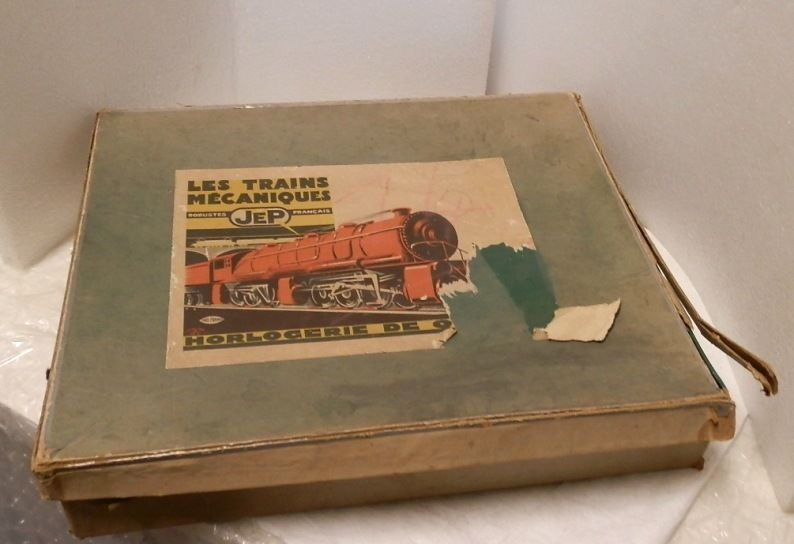 LES TRAINS
MÉCANIQUES
ROBUSTES JEP FRANÇAIS
HORLOGERIE DE